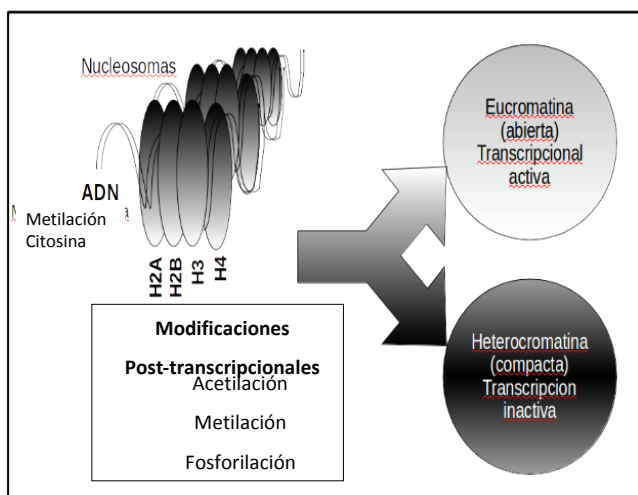 Nucleosomas
ADN
Metilación
Citosina
H2A
H2B
H3
H4
Modificaciones
Post-transcripcionales
Acetilación
Metilación
Fosforilación
Eucromatina
(abierta)
Transcripcional
activa
Heterocromatina
(compacta)
Transcripcion
inactiva